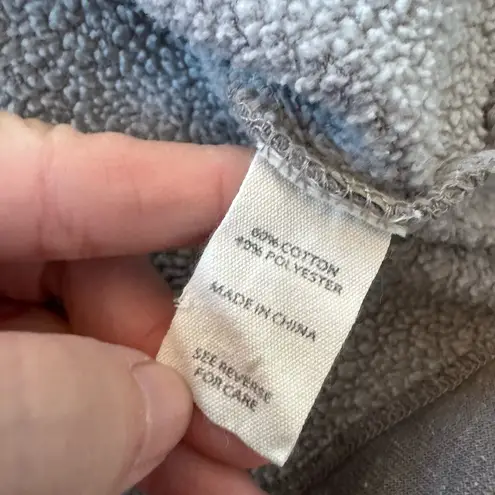 60% COTTON
40% POLYESTER
MADE IN CHINA
SEE REVERSE
FOR CARE